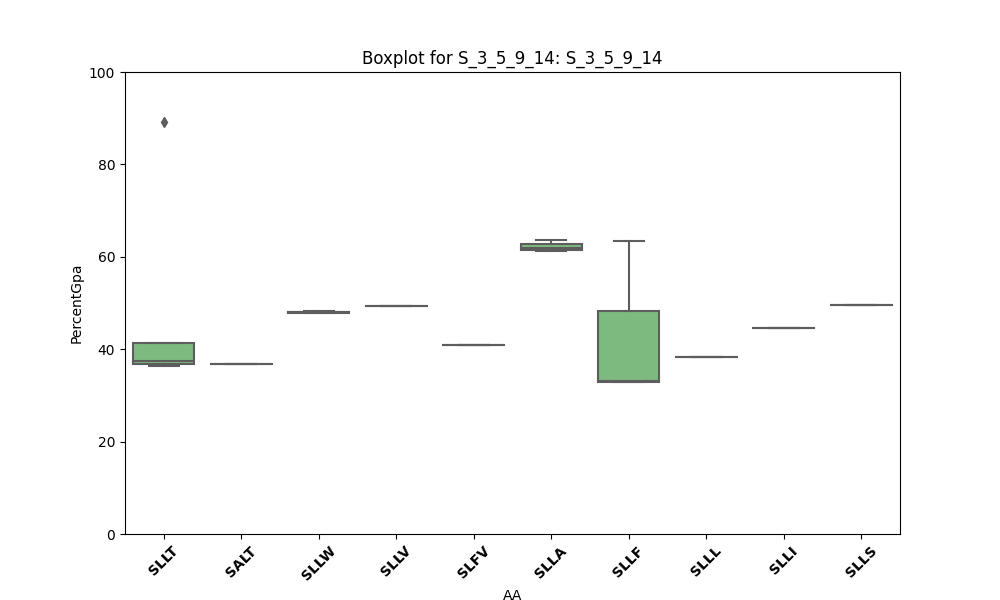 Boxplot for S_3_5_9_14: S_3_5_9_14
100
80
60
40
20
0
PercentGpa
SLLT
SALT
SLLW
SLLV
SLFV
SLLA
SLLF
SLLL
SLLI
SLLS
AA